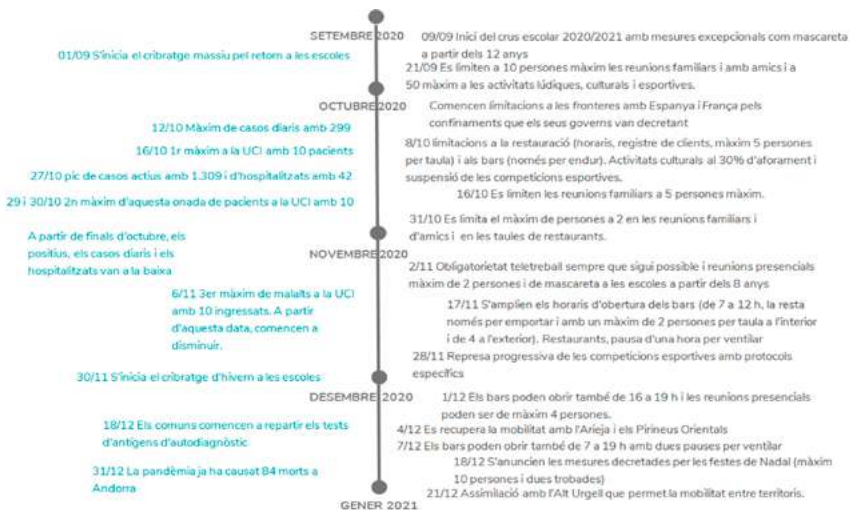 SETEMBRE 2020
01/09 S'inicia el cribratge massiu pel retorn a les escoles
09/09 Inici del crus escolar 2020/2021 amb mesures excepcionals com mascareta
a partir dels 12 anys
21/09 Es limiten a 10 persones màxim les reunions familiars i amb amics i a
50 màxim a les activitats lúdiques, culturals i esportives.
OCTUBRE 2020
Comencen limitacions a les fronteres amb Espanya i França pels
confinaments que els seus governs van decretant
12/10 Màxim de casos diaris amb 299
8/10 limitacions a la restauració (horaris, registre de clients, màxim 5 persones
per taula) i als bars (només per endur). Activitats culturals al 30% d'aforament i
suspensió de les competicions esportives.
16/10 1r màxim a la UCI amb 10 pacients
27/10 pic de casos actius amb 1.309 i d'hospitalitzats amb 42
16/10 Es limiten les reunions familiars a 5 persones màxim.
29 i 30/10 2n màxim d'aquesta onada de pacients a la UCI amb 10
31/10 Es limita el màxim de persones a 2 en les reunions familiars i
d'amics i en les taules de restaurants.
A partir de finals d'octubre, els
positius, els casos diaris i els
hospitalitzats van a la baixa
NOVEMBRE 2020
2/11 Obligatorietat teletreball sempre que sigui possible i reunions presencials
màxim de 2 persones i de mascareta a les escoles a partir dels 8 anys
6/11 3er màxim de malalts a la UCI
amb 10 ingressats. A partir
d'aquesta data, comencen a
disminuir.
17/11 S'amplien els horaris d'obertura dels bars (de 7 a 12 h, la resta
només per emportar i amb un màxim de 2 persones per taula a l'interior
i de 4 a l'exterior). Restaurants, pausa d'una hora per ventilar
28/11 Represa progressiva de les competicions esportives amb protocols
específics
30/11 S'inicia el cribratge d'hivern a les escoles
DESEMBRE 2020
1/12 Els bars poden obrir també de 16 a 19 h i les reunions presencials
poden ser de màxim 4 persones.
18/12 Els comuns comencen a repartir els tests
d'antígens d'autodiagnòstic
4/12 Es recupera la mobilitat amb l'Arieja i els Pirineus Orientals
7/12 Els bars poden obrir també de 7 a 19 h amb dues pauses per ventilar
18/12 S'anuncien les mesures decretades per les festes de Nadal (màxim
10 persones i dues trobades)
31/12 La pandèmia ja ha causat 84 morts a
Andorra
21/12 Assimilació amb l'Alt Urgell que permet la mobilitat entre territoris.
GENER 2021